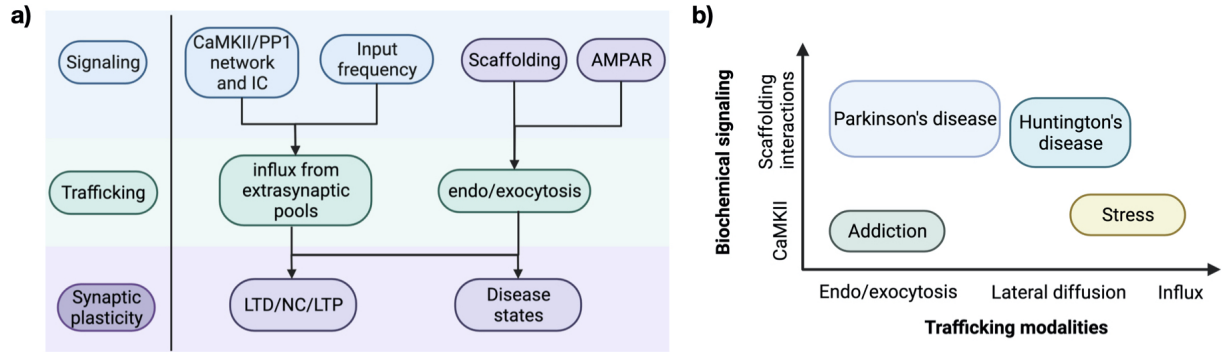 a)
Signaling
CaMKII/PP1
network
and IC
Input
frequency
Scaffolding
AMPAR
Trafficking
influx from
extrasynaptic
pools
endo/exocytosis
Synaptic
plasticity
LTD/NC/LTP
Disease
states
b)
Biochemical signaling
Scaffolding
interactions
CaMKII
Parkinson's disease
Huntington's
disease
Addiction
Stress
Endo/exocytosis
Lateral diffusion
Influx
Trafficking modalities